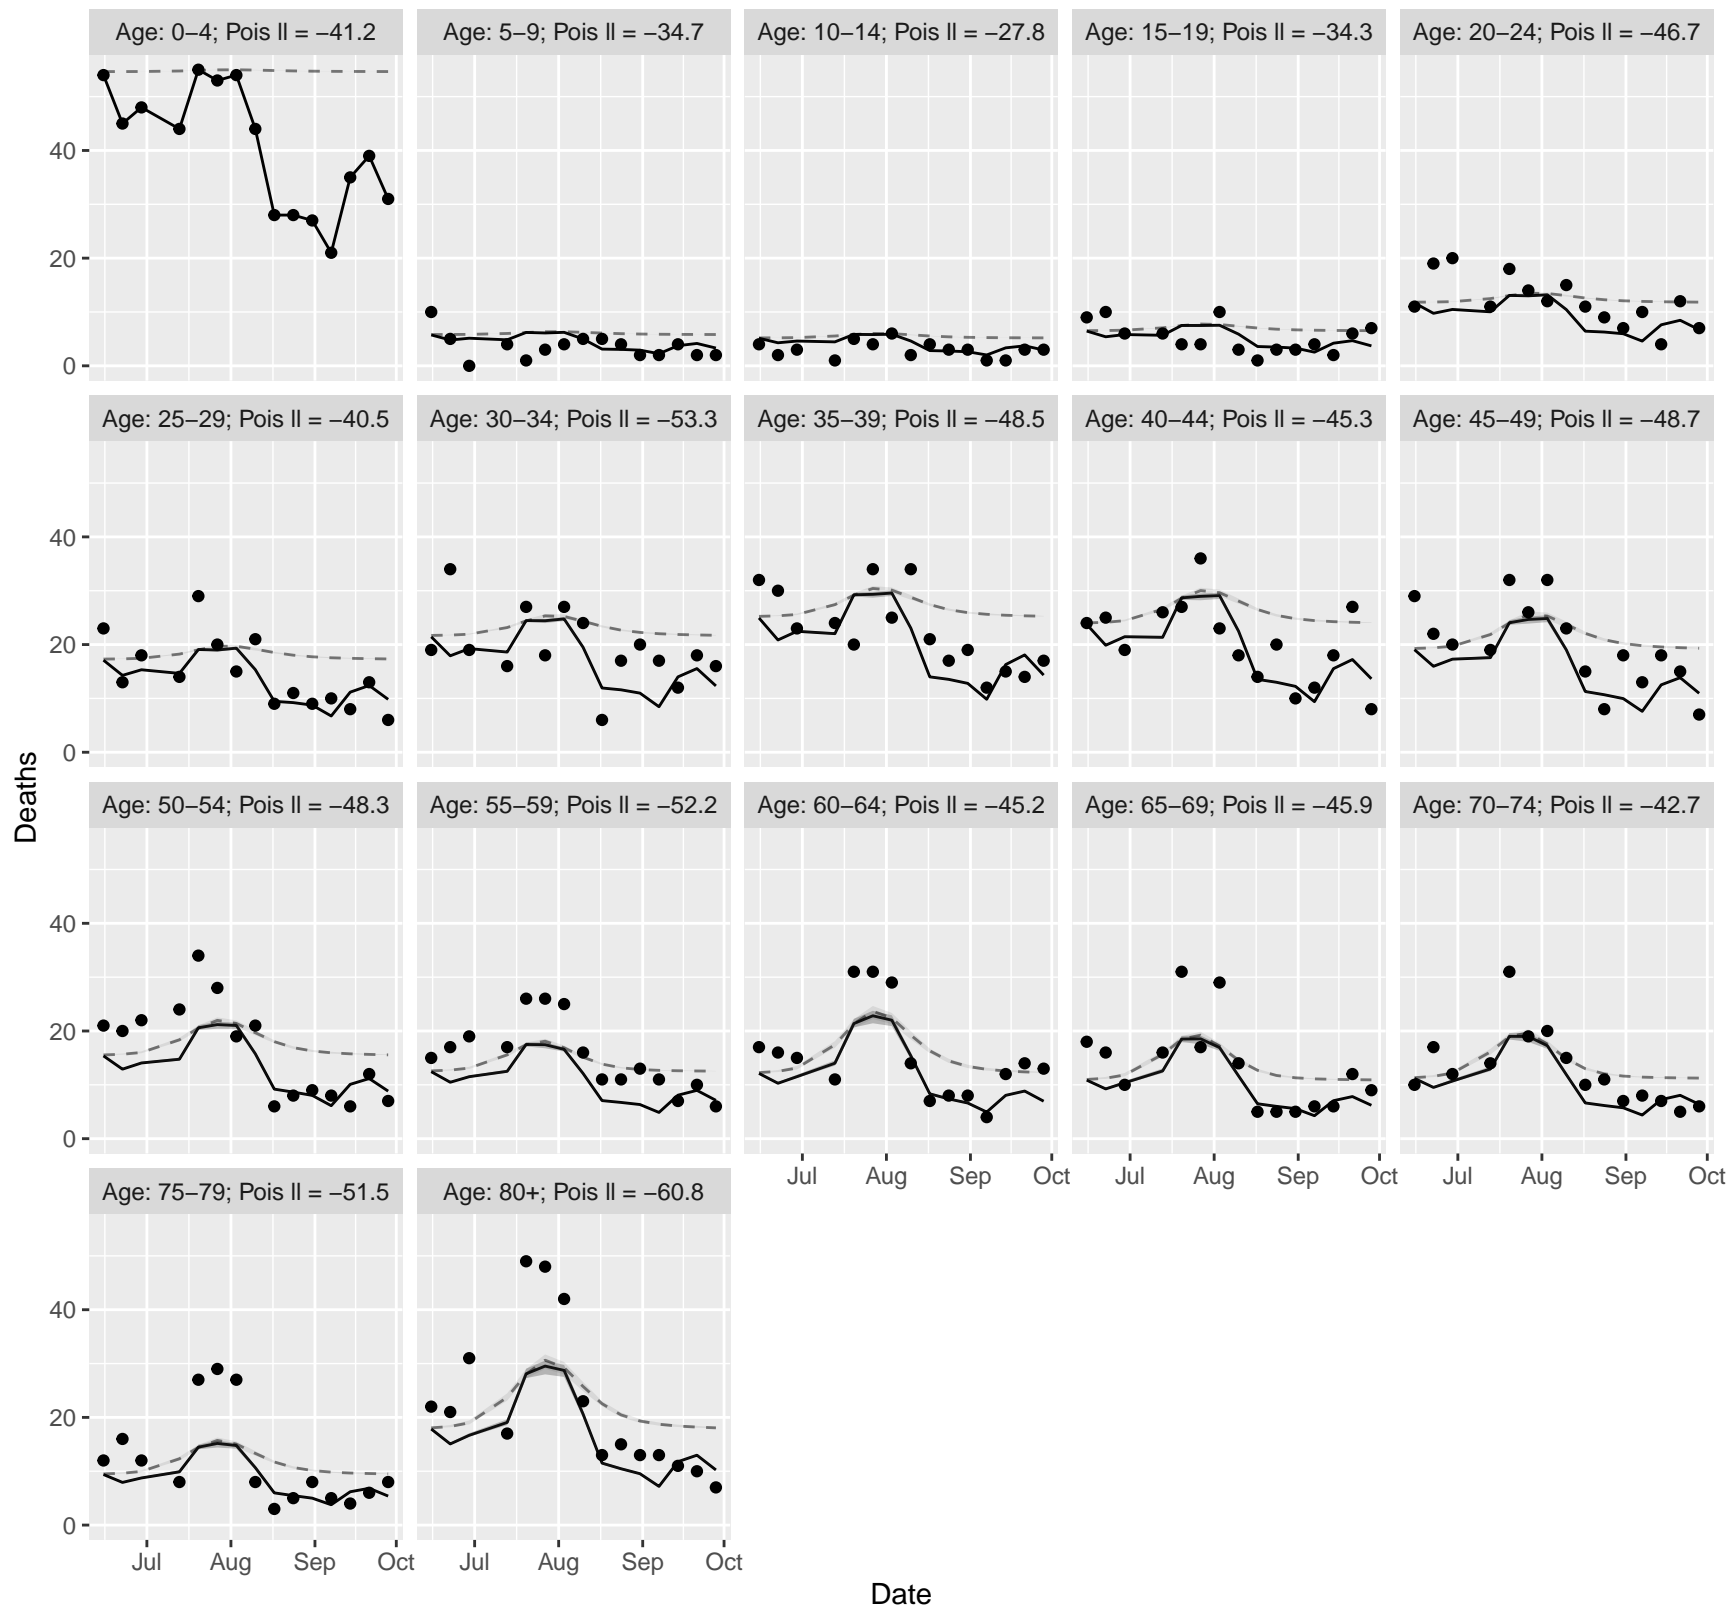 Age: 0−4; Pois ll = −41.2
Age: 5−9; Pois ll = −34.7
Age: 10−14; Pois ll = −27.8
Age: 15−19; Pois ll = −34.3
Age: 20−24; Pois ll = −46.7
40
20
0
Age: 25−29; Pois ll = −40.5
Age: 30−34; Pois ll = −53.3
Age: 35−39; Pois ll = −48.5
Age: 40−44; Pois ll = −45.3
Age: 45−49; Pois ll = −48.7
40
20
0
Deaths
Age: 50−54; Pois ll = −48.3
Age: 55−59; Pois ll = −52.2
Age: 60−64; Pois ll = −45.2
Age: 65−69; Pois ll = −45.9
Age: 70−74; Pois ll = −42.7
40
20
0
Jul Aug Sep Oct
Jul Aug Sep Oct
Jul Aug Sep Oct
Age: 75−79; Pois ll = −51.5
Age: 80+; Pois ll = −60.8
40
20
0
Jul Aug Sep Oct
Jul Aug Sep Oct
Date